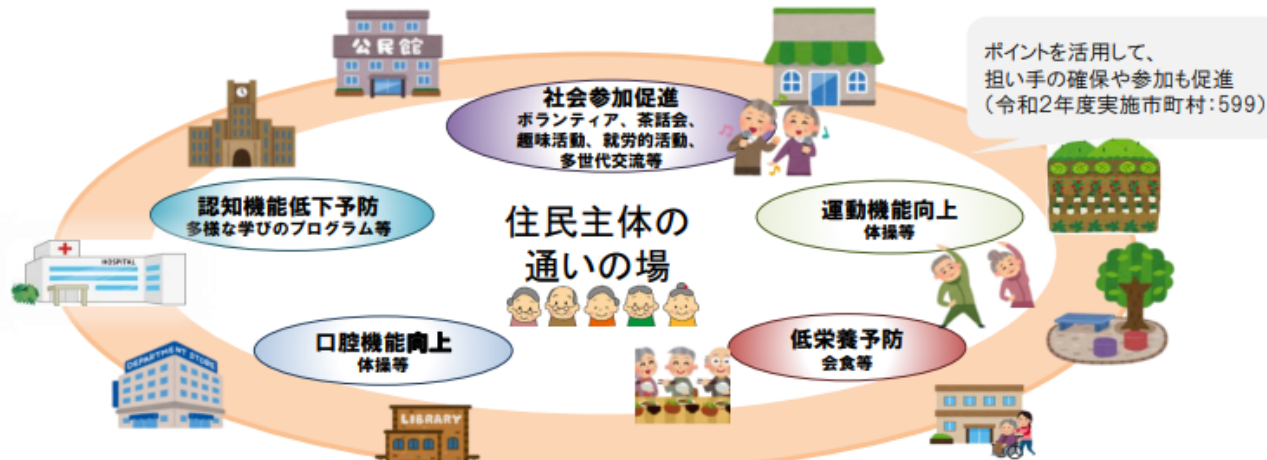 公民館
ポイントを活用して、
担い手の確保や参加も促進
（令和2年度実施市町村：599）
社会参加促進
ボランティア、茶話会、
趣味活動、就労的活動、
多世代交流等
認知機能低下予防
多様な学びのプログラム等
運動機能向上
体操等
住民主体の
通いの場
HOSPITAL
口腔機能向上
体操等
低栄養予防
会食等
DEPARTMENT STORE
LIBRARY